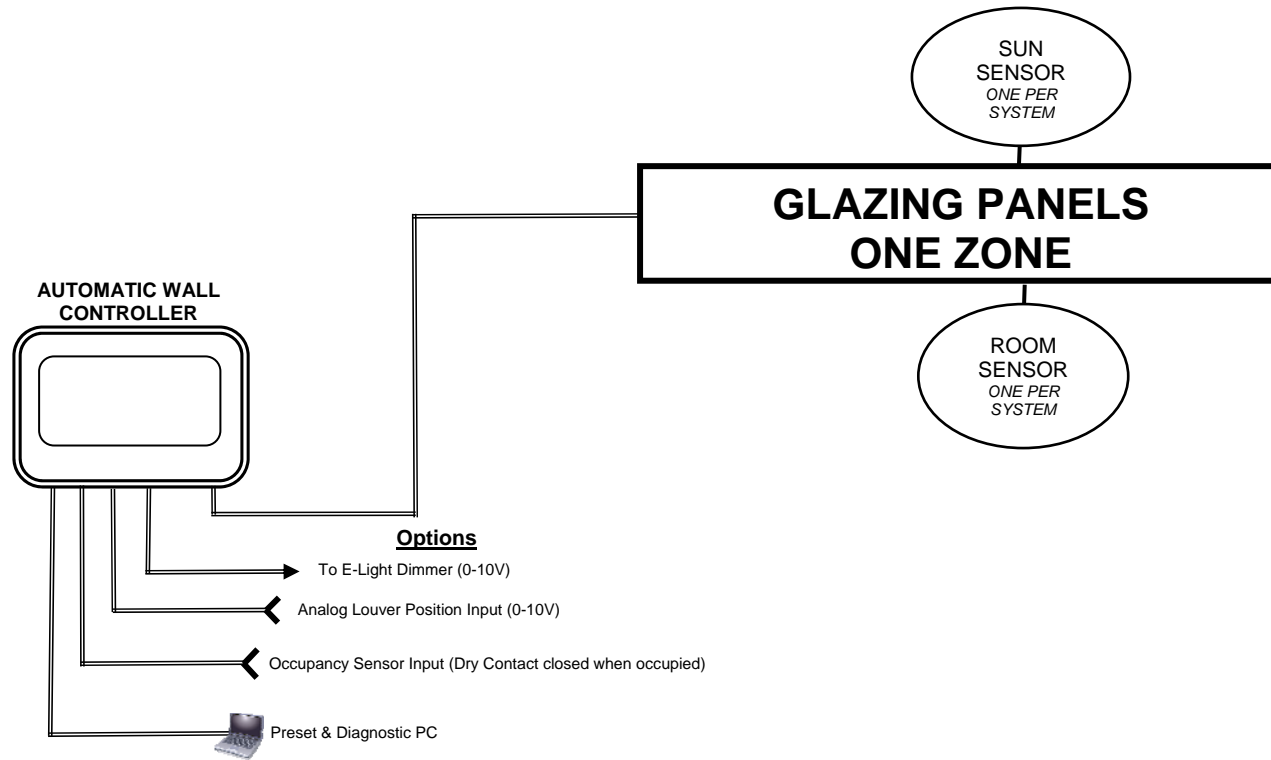 SUN
SENSOR
ONE PER
SYSTEM
GLAZING PANELS
ONE ZONE
AUTOMATIC WALL
CONTROLLER
ROOM
SENSOR
ONE PER
SYSTEM
Options
To E-Light Dimmer (0-10V)
Analog Louver Position Input (0-10V)
Occupancy Sensor Input (Dry Contact closed when occupied)
Preset & Diagnostic PC